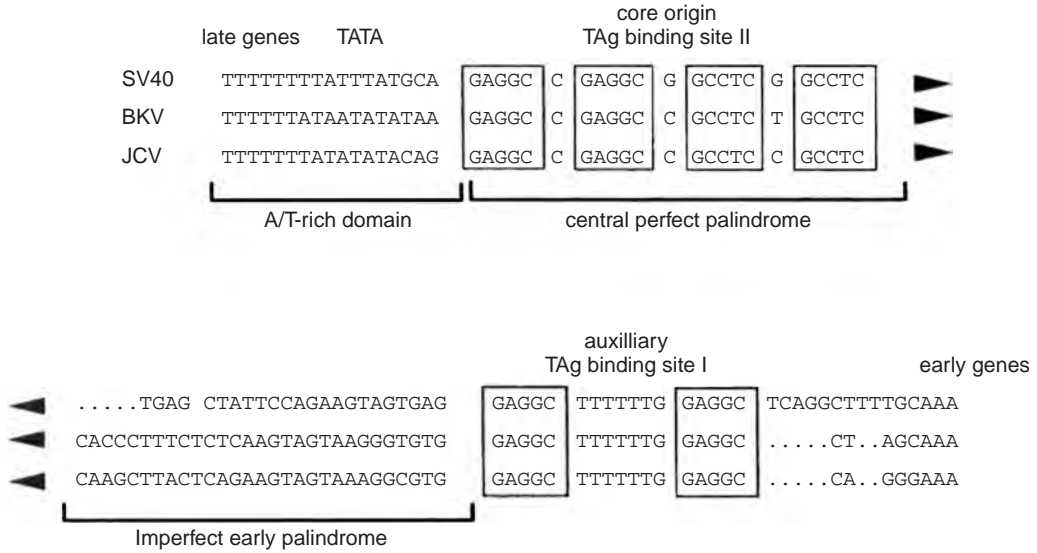 core origin
late genes TATA TAg binding site II
SV40 TTTTTTTTATTTATGCA GAGGC C GAGGC G GCCTC G GCCTC
BKV TTTTTTATAATATATAA GAGGC C GAGGC C GCCTC T GCCTC
JCV TTTTTTTATATATACAG GAGGC C GAGGC C GCCTC C GCCTC
A/T-rich domain central perfect palindrome
auxilliary
TAg binding site I early genes
.....TGAG CTATTCCAGAAGTAGTGAG GAGGC TTTTTTG GAGGC TCAGGCTTTTGCAAA
CACCCTTTCTCTCAAGTAGTAAGGGTGTG GAGGC TTTTTTG GAGGC .....CT..AGCAAA
CAAGCTTACTCAGAAGTAGTAAAGGCGTG GAGGC TTTTTTG GAGGC .....CA..GGGAAA
Imperfect early palindrome